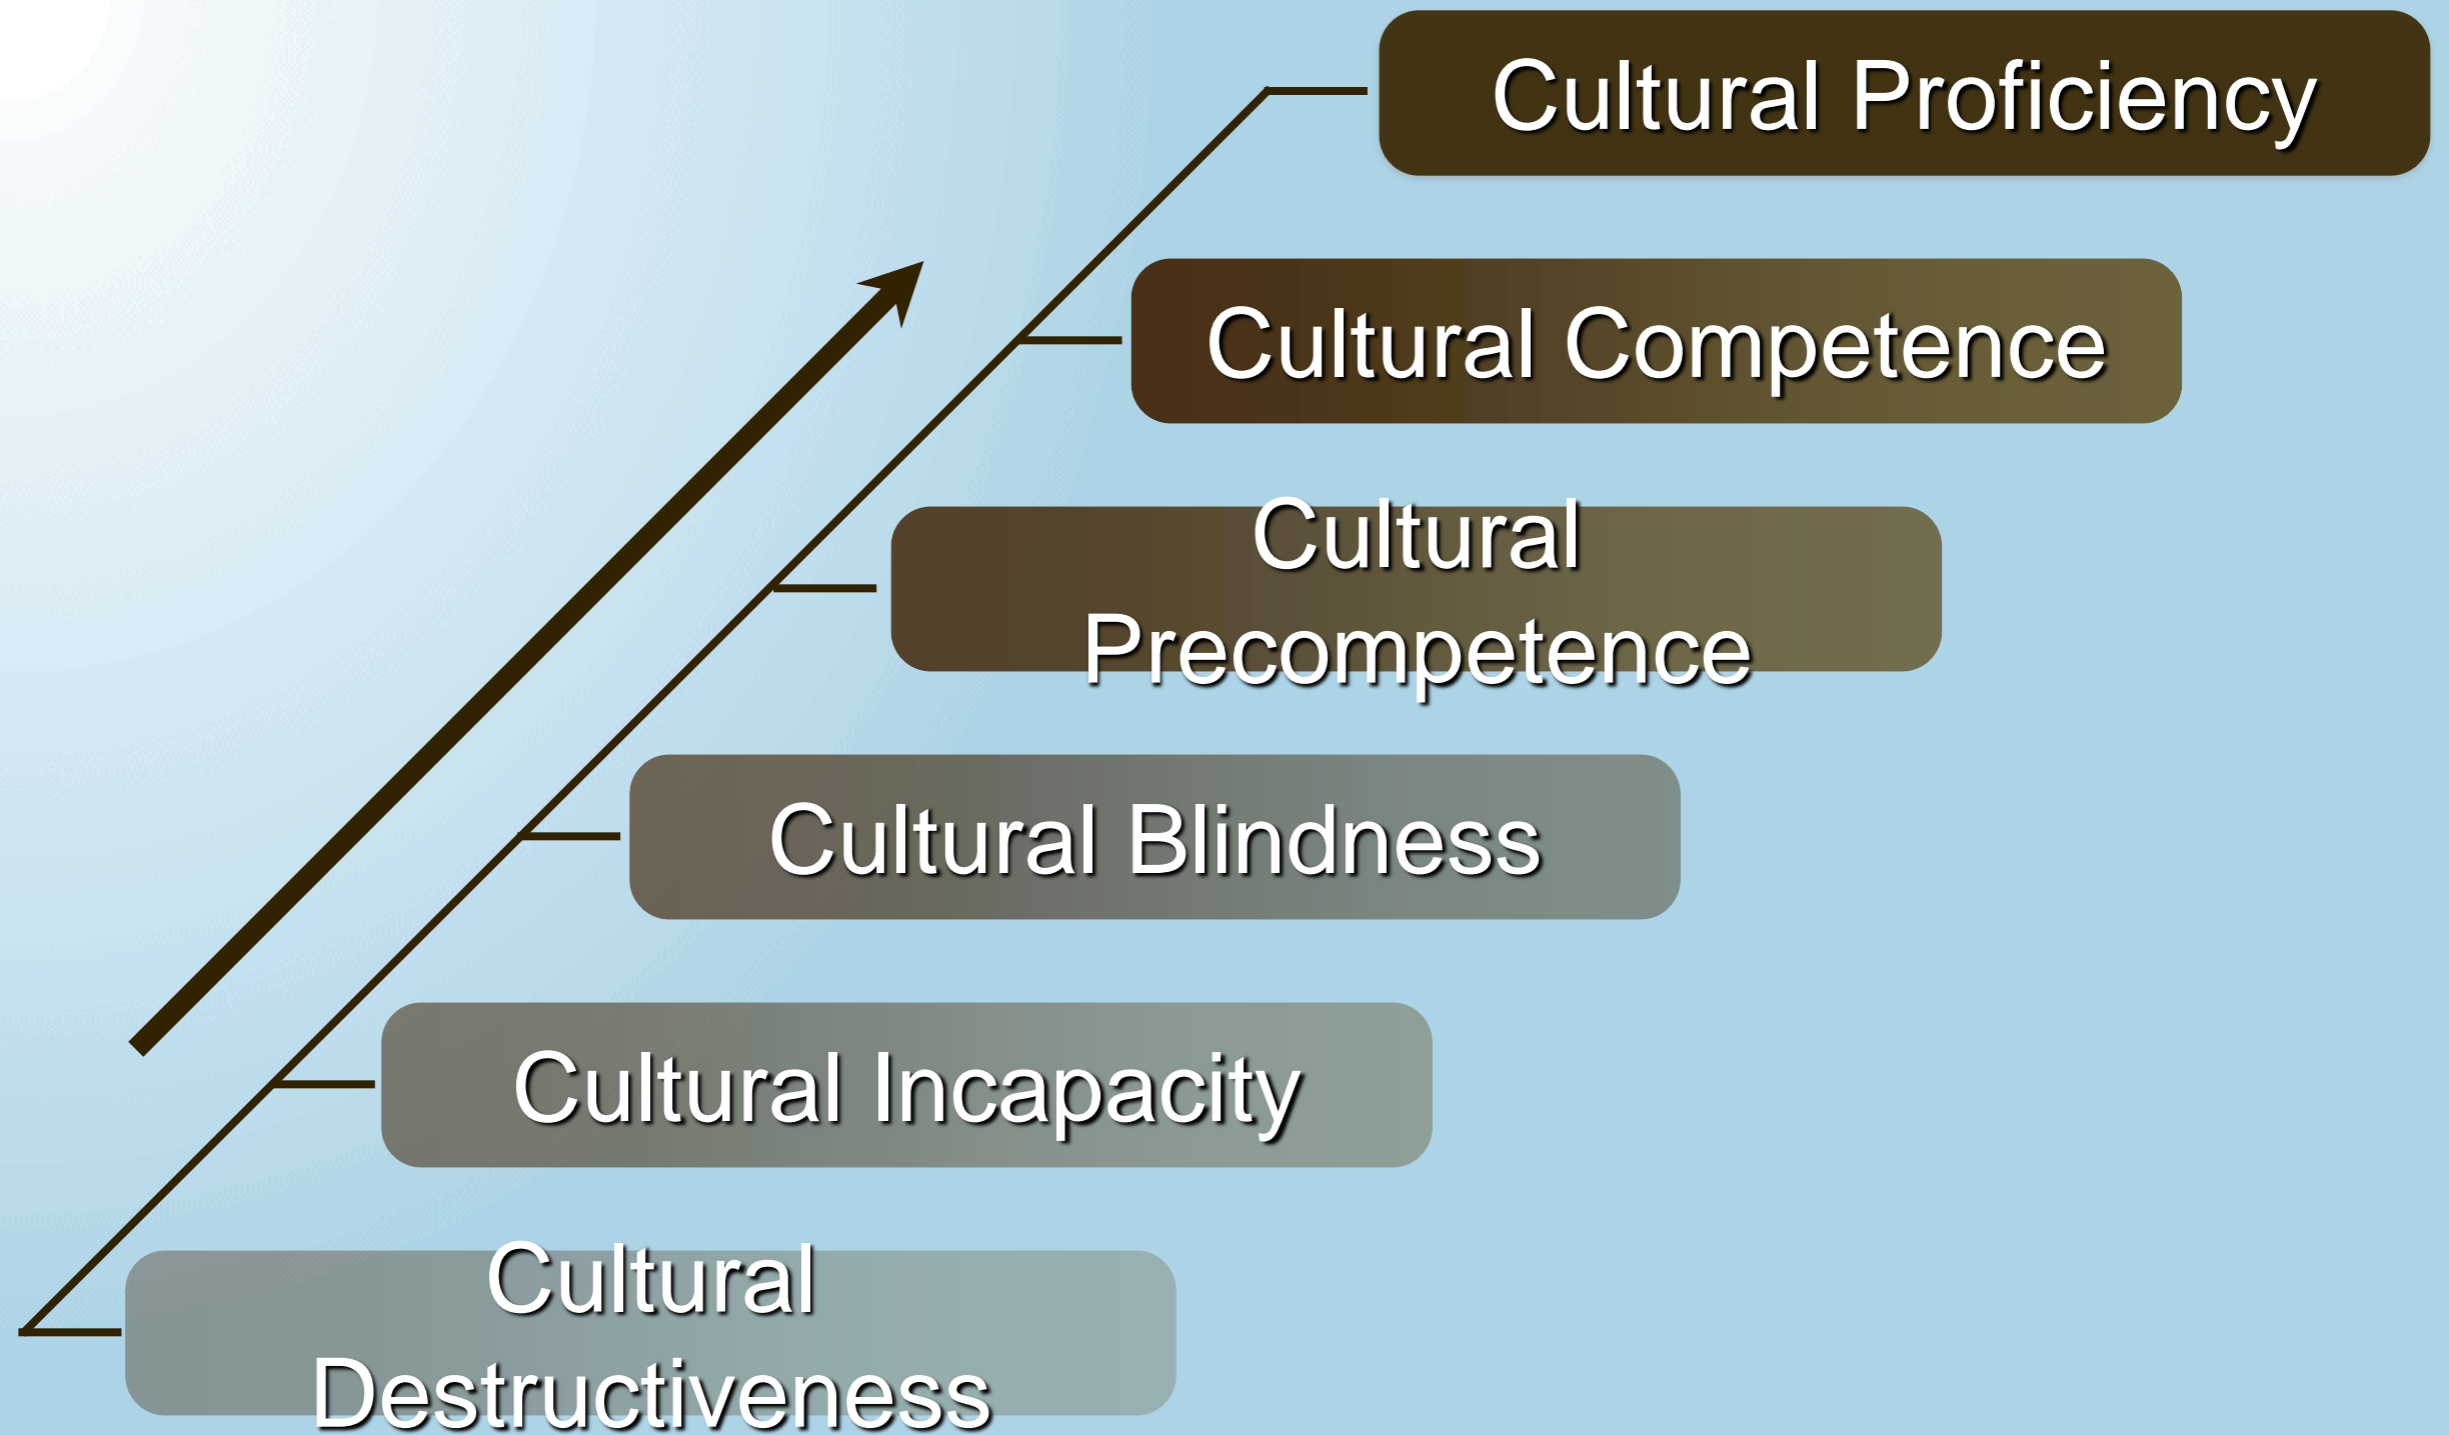 Cultural Proficiency
Cultural Competence
Cultural
Precompetence
Cultural Blindness
Cultural Incapacity
Cultural
Destructiveness